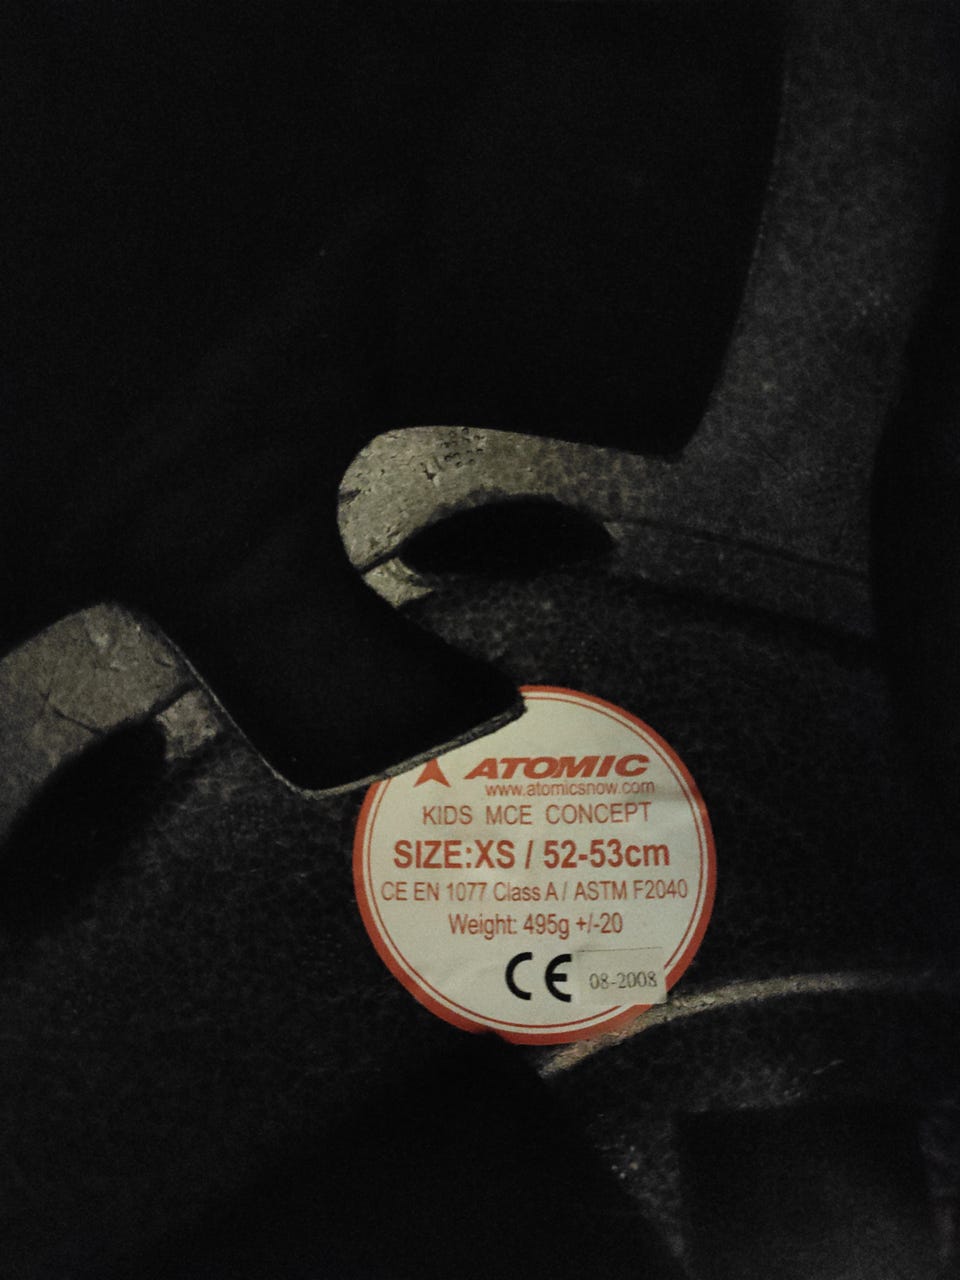 ATOMIC
www.atomicsnow.com
KIDS MCE CONCEPT
SIZE:XS / 52-53cm
CE EN 1077 Class A / ASTM F2040
Weight: 495g +/-20
CE 08-2008